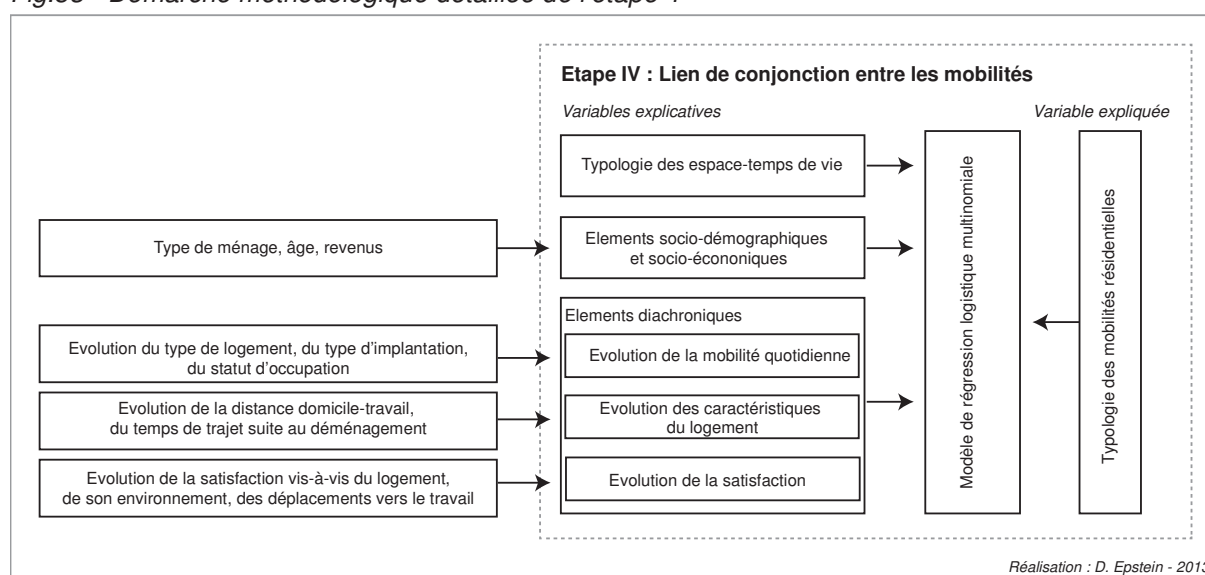 Etape IV : Lien de conjonction entre les mobilités
Variables explicatives
Variable expliquée
Typologie des espace-temps de vie
Type de ménage, âge, revenus
Elements socio-démographiques
et socio-écononiques
Elements diachroniques
Evolution du type de logement, du type d'implantation,
du statut d'occupation
Evolution de la mobilité quotidienne
Evolution de la distance domicile-travail,
du temps de trajet suite au déménagement
Evolution des caractéristiques
du logement
Evolution de la satisfaction vis-à-vis du logement,
de son environnement, des déplacements vers le travail
Evolution de la satisfaction
Modèle de régression logistique multinomiale
Typologie des mobilités résidentielles
Réalisation : D. Epstein - 2013